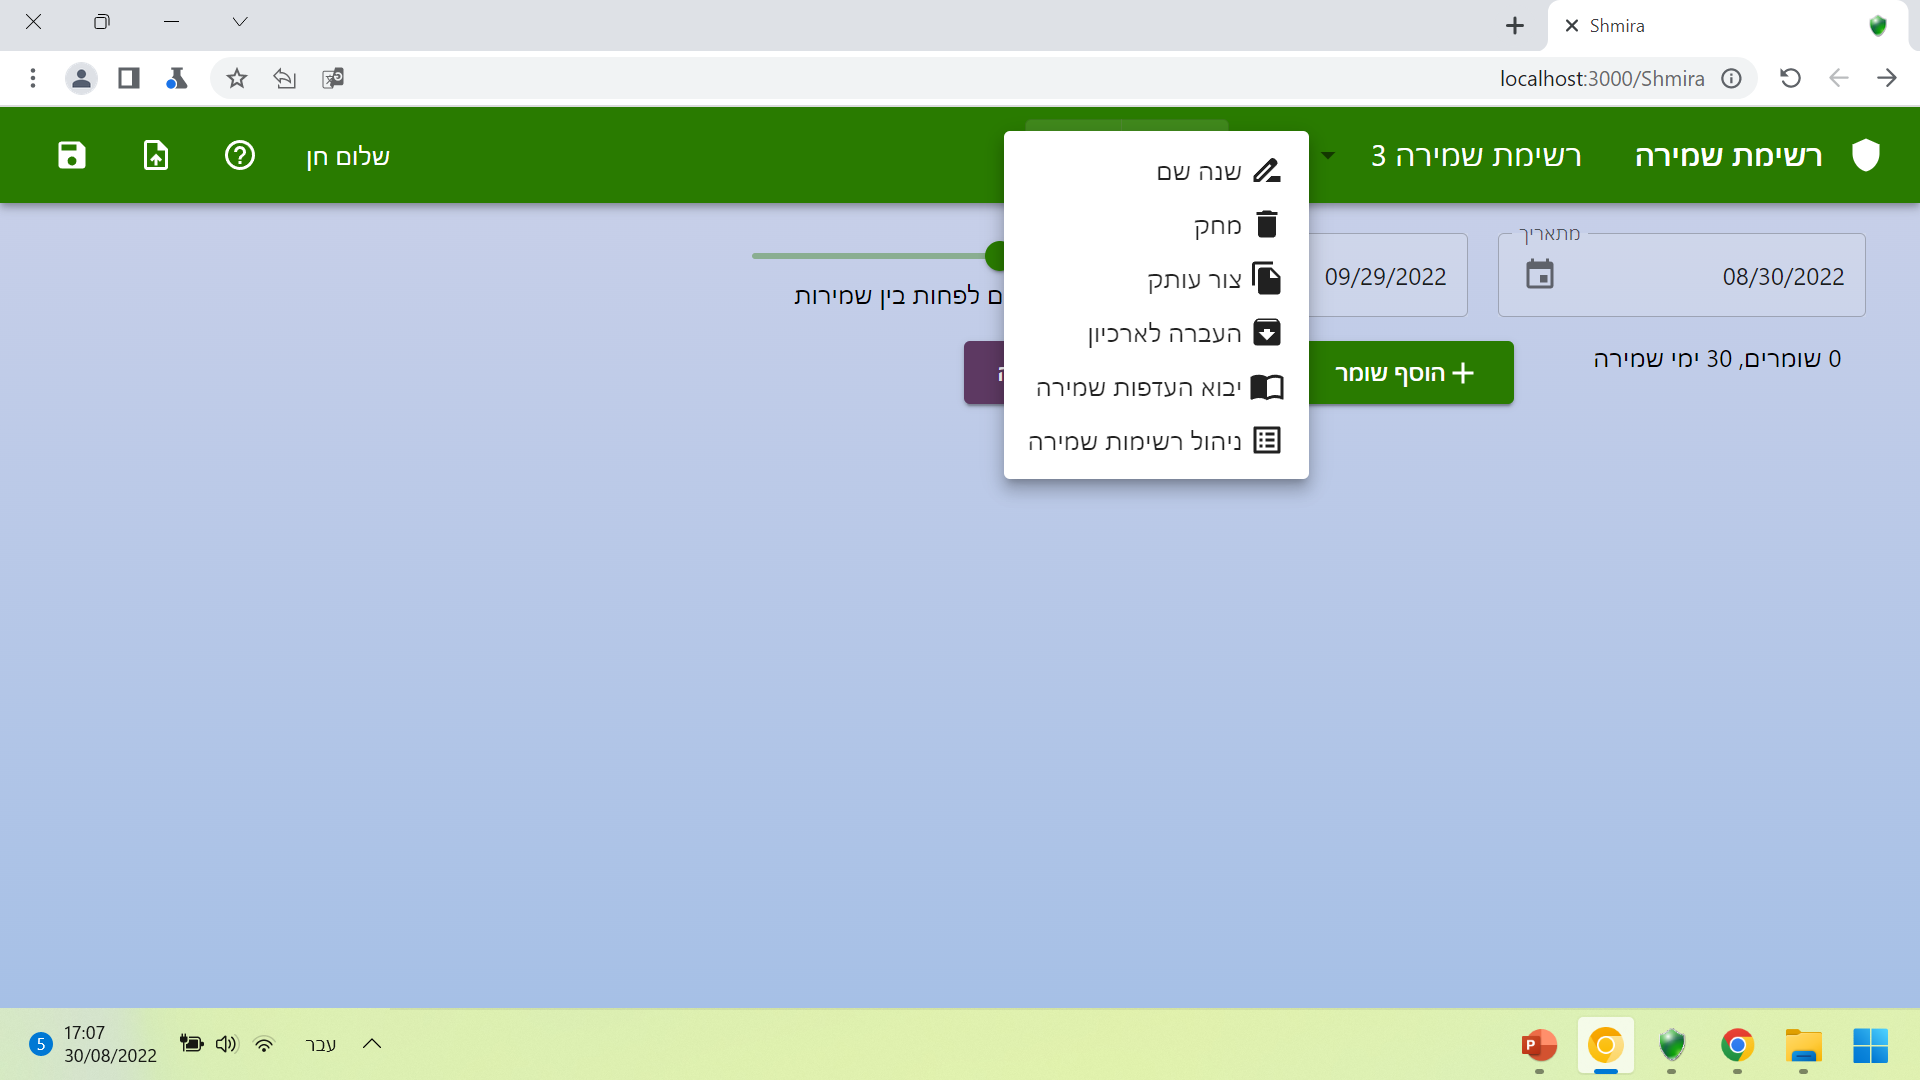 Shmira
localhost:3000/Shmira
רשימת שמירה
רשימת שמירה 3
שלום חן
שנה שם
מחק
צור עותק
העברה לארכיון
יבוא העדפות שמירה
ניהול רשימות שמירה
מתאריך
08/30/2022
09/29/2022
ם לפחות בין שמירות
0 שומרים, 30 ימי שמירה
הוסף שומר
ה
עבר
17:07
30/08/2022
5
P